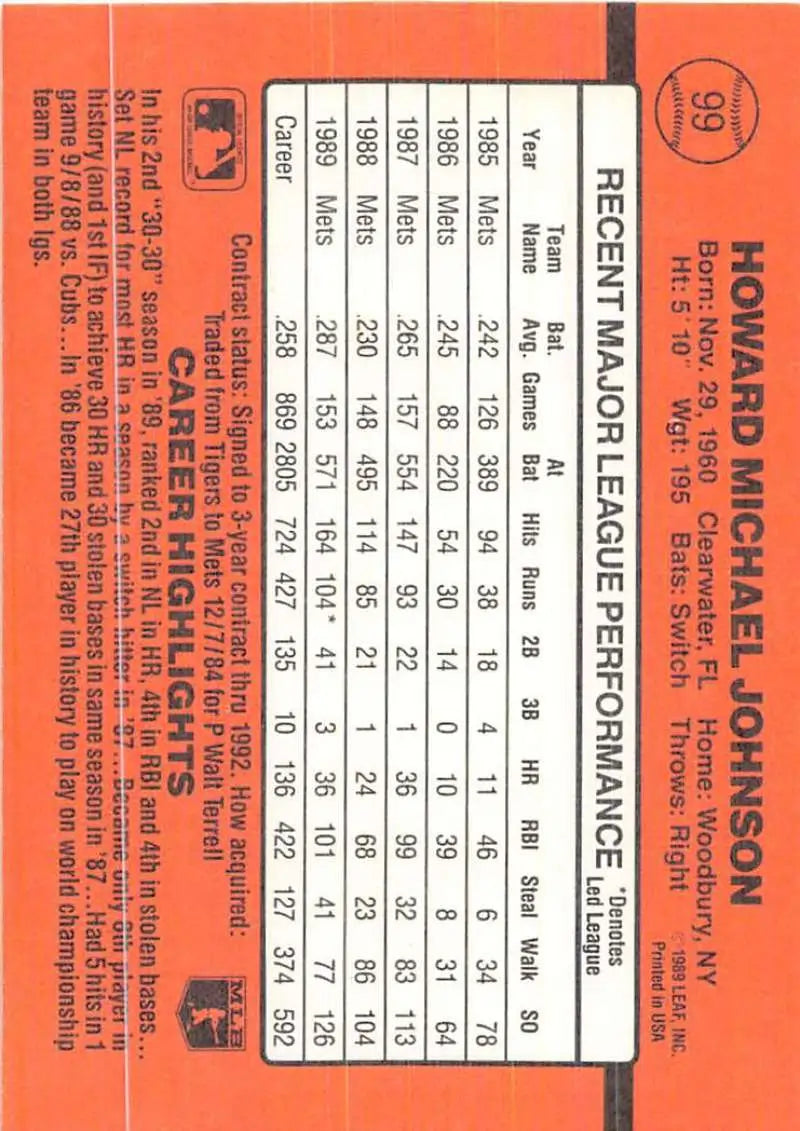 99
HOWARD MICHAEL JOHNSON
Born: Nov. 29, 1960 Clearwater, FL Home: Woodbury, NY
Ht: 5' 10" Wgt: 195 Bats: Switch Throws: Right
© 1989 LEAF, INC.
Printed in USA
RECENT MAJOR LEAGUE PERFORMANCE *Denotes Led League
Year Team Name Bat. Avg. Games At Bat Hits Runs 2B 3B HR RBI Steal Walk SO
1985 Mets .242 126 389 94 38 18 4 11 46 6 34 78
1986 Mets .245 88 220 54 30 14 0 10 39 8 31 64
1987 Mets .265 157 554 147 93 22 1 36 99 32 83 113
1988 Mets .230 148 495 114 85 21 1 24 68 23 86 104
1989 Mets .287 153 571 164 104* 41 3 36 101 41 77 126
Career .258 869 2805 724 427 135 10 136 422 127 374 592
Contract status: Signed to 3-year contract thru 1992. How acquired:
Traded from Tigers to Mets 12/7/84 for P Walt Terrell
MLB
CAREER HIGHLIGHTS
In his 2nd "30-30" season in '89, ranked 2nd in NL in HR, 4th in RBI and 4th in stolen bases...
Set NL record for most HR in a season by a switch hitter in '87... Became only player in
history (and 1st IF) to achieve 30 HR and 30 stolen bases in same season in '87...Had 5 hits in 1
game 9/8/88 vs. Cubs...In '86 became 27th player in history to play on world championship
team in both lgs.